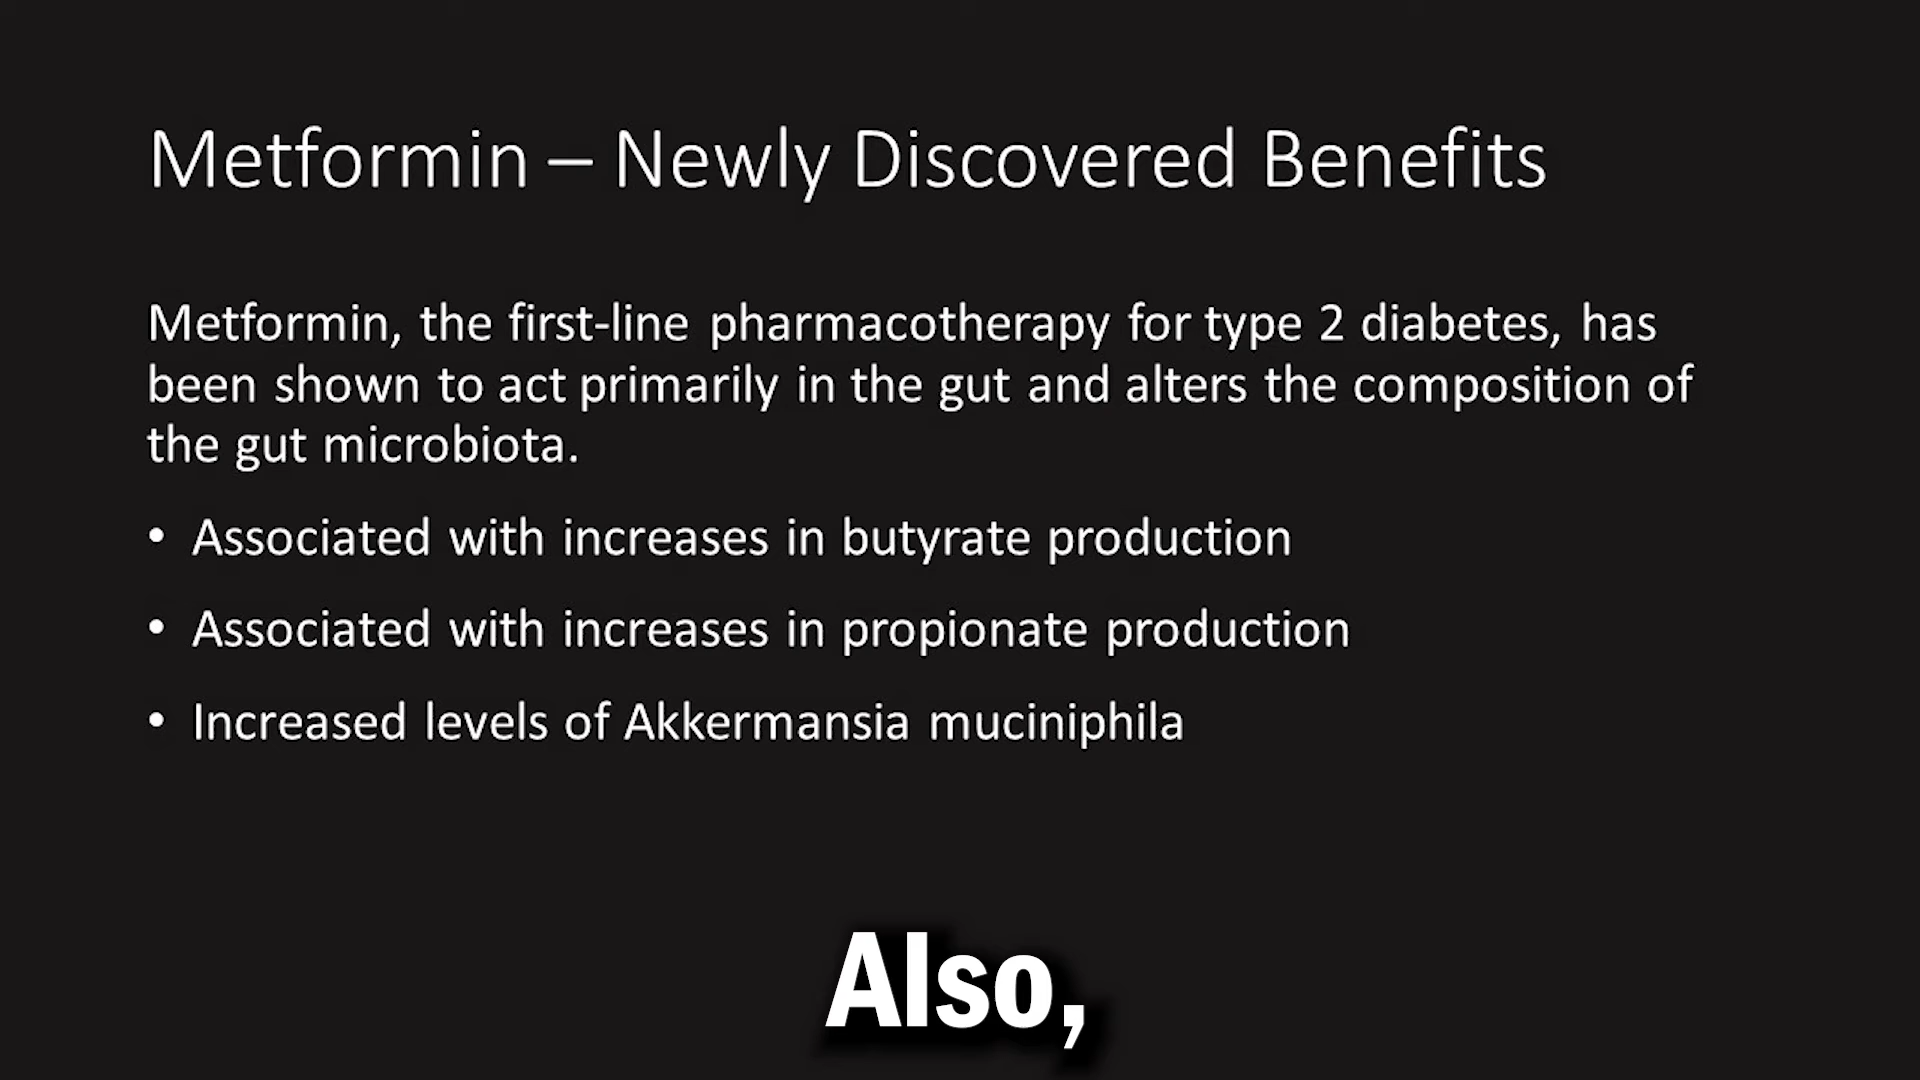 Metformin – Newly Discovered Benefits
Metformin, the first-line pharmacotherapy for type 2 diabetes, has
been shown to act primarily in the gut and alters the composition of
the gut microbiota.
• Associated with increases in butyrate production
• Associated with increases in propionate production
• Increased levels of Akkermansia muciniphila
Also,